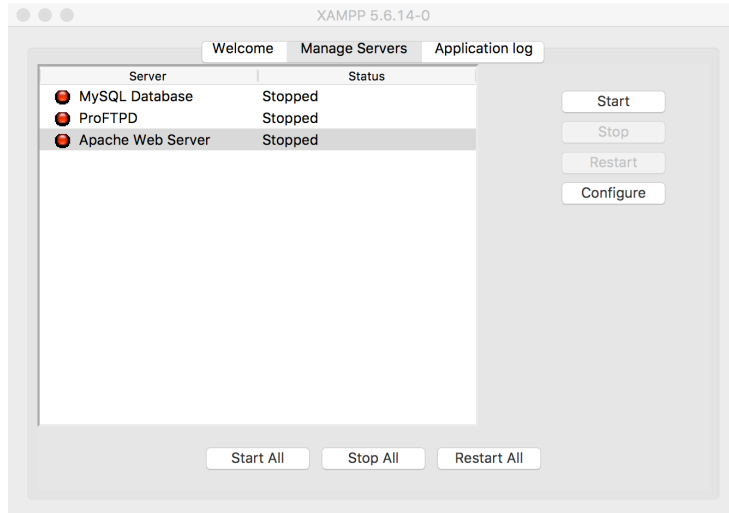 XAMPP 5.6.14-0
Welcome Manage Servers Application log
Server Status
MySQL Database Stopped
ProFTPD Stopped
Apache Web Server Stopped
Start
Stop
Restart
Configure
Start All Stop All Restart All